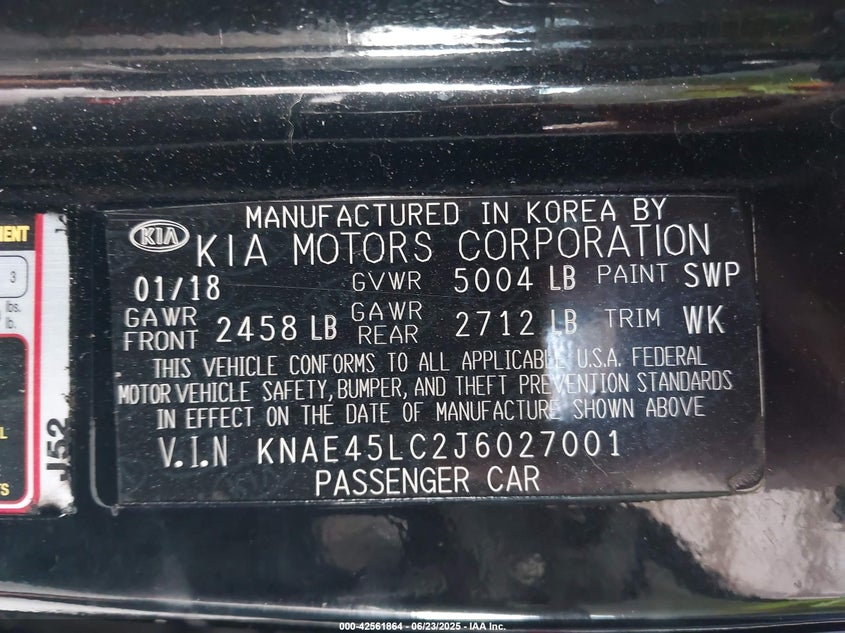 MANUFACTURED IN KOREA BY
KIA KIA MOTORS CORPORATION
01/18 GVWR 5004 LB PAINT SWP
GAWR FRONT 2458 LB GAWR REAR 2712 LB TRIM WK
THIS VEHICLE CONFORMS TO ALL APPLICABLE U.S.A. FEDERAL
MOTOR VEHICLE SAFETY, BUMPER, AND THEFT PREVENTION STANDARDS
IN EFFECT ON THE DATE OF MANUFACTURE SHOWN ABOVE
V.I.N KNAE45LC2J6027001
PASSENGER CAR
3
lbs.
lb.
J52
000-42561864 - 06/23/2025 - IAA Inc.